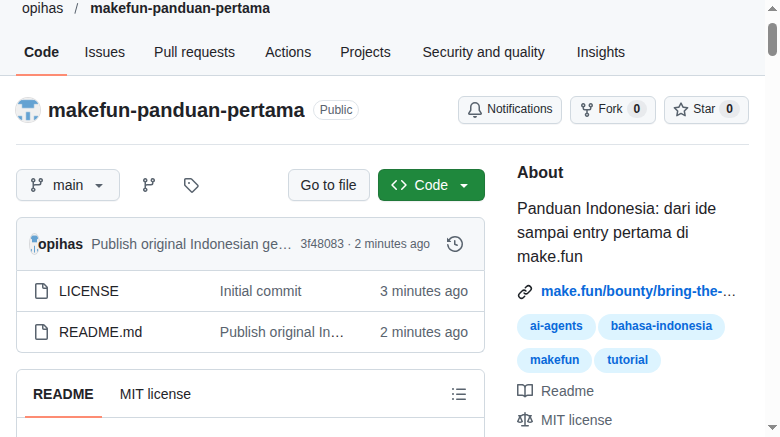 opihas / makefun-panduan-pertama
Code Issues Pull requests Actions Projects Security and quality Insights
makefun-panduan-pertama Public
Notifications Fork 0 Star 0
main Go to file Code
opihas Publish original Indonesian ge... 3f48083 · 2 minutes ago
LICENSE Initial commit 3 minutes ago
README.md Publish original In... 2 minutes ago
README MIT license
About
Panduan Indonesia: dari ide
sampai entry pertama di
make.fun
make.fun/bounty/bring-the-...
ai-agents bahasa-indonesia
makefun tutorial
Readme
MIT license